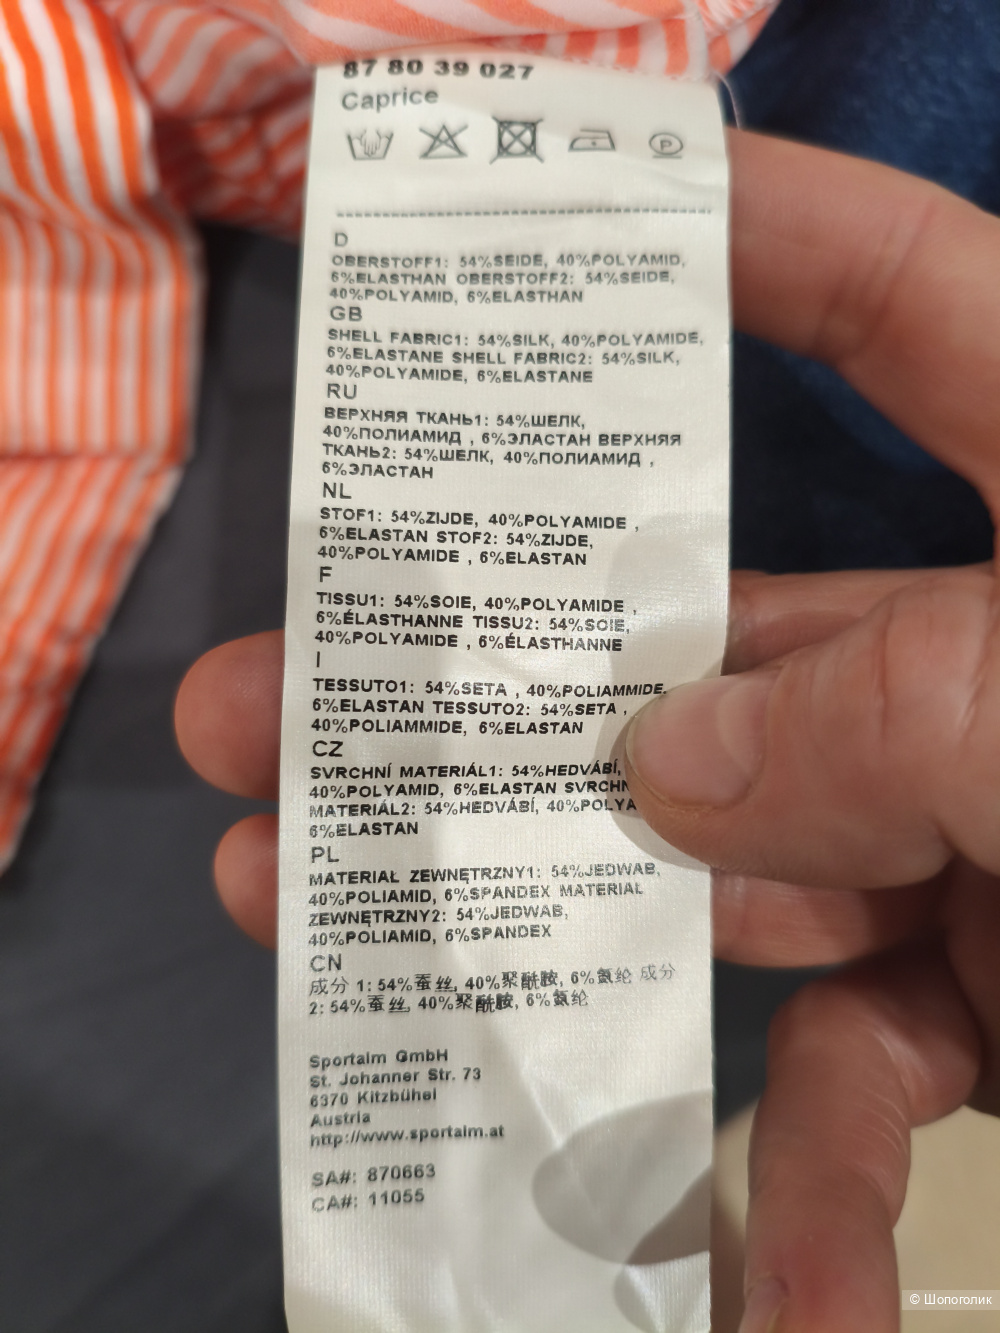 87 80 39 027
Caprice
P
D
OBERSTOFF1: 54%SEIDE, 40%POLYAMID,
6%ELASTHAN OBERSTOFF2: 54%SEIDE,
40%POLYAMID, 6%ELASTHAN
GB
SHELL FABRIC1: 54%SILK, 40%POLYAMIDE,
6%ELASTANE SHELL FABRIC2: 54%SILK,
40%POLYAMIDE, 6%ELASTANE
RU
ВЕРХНЯЯ ТКАНЬ1: 54%ШЕЛК,
40%ПОЛИАМИД , 6%ЭЛАСТАН ВЕРХНЯЯ
ТКАНЬ2: 54%ШЕЛК, 40%ПОЛИАМИД ,
6%ЭЛАСТАН
NL
STOF1: 54%ZIJDE, 40%POLYAMIDE ,
6%ELASTAN STOF2: 54%ZIJDE,
40%POLYAMIDE , 6%ELASTAN
F
TISSU1: 54%SOIE, 40%POLYAMIDE ,
6%ÉLASTHANNE TISSU2: 54%SOIE,
40%POLYAMIDE , 6%ÉLASTHANNE
I
TESSUTO1: 54%SETA , 40%POLIAMMIDE,
6%ELASTAN TESSUTO2: 54%SETA ,
40%POLIAMMIDE, 6%ELASTAN
CZ
SVRCHNÍ MATERIÁL1: 54%HEDVÁBÍ,
40%POLYAMID, 6%ELASTAN SVRCHN
MATERIÁL2: 54%HEDVÁBÍ, 40%POLYA
6%ELASTAN
PL
MATERIAŁ ZEWNĘTRZNY1: 54%JEDWAB,
40%POLIAMID, 6%SPANDEX MATERIAŁ
ZEWNĘTRZNY2: 54%JEDWAB,
40%POLIAMID, 6%SPANDEX
CN
成分 1: 54%蚕丝, 40%聚酰胺, 6%氨纶 成分
2: 54%蚕丝, 40%聚酰胺, 6%氨纶
Sportalm GmbH
St. Johanner Str. 73
6370 Kitzbühel
Austria
http://www.sportalm.at
SA#: 870663
CA#: 11055
© Шопоголик